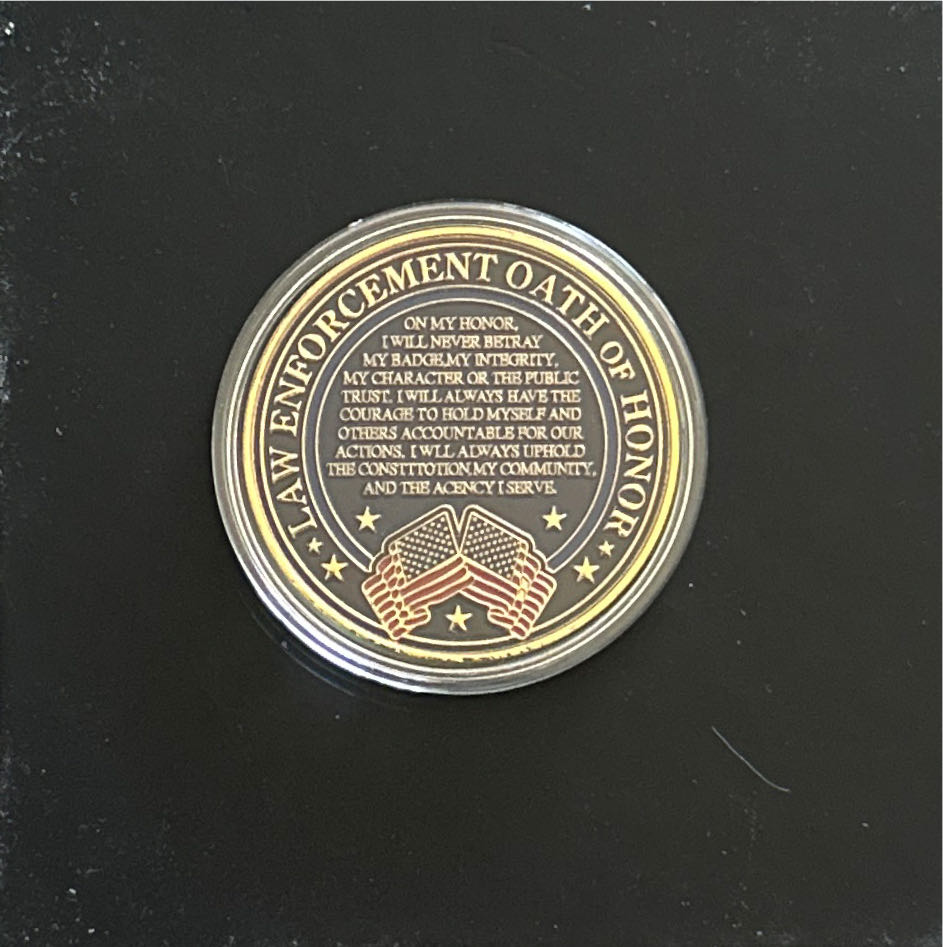 LAW ENFORCEMENT OATH OF HONOR
ON MY HONOR,
I WILL NEVER BETRAY
MY BADGE,MY INTEGRITY,
MY CHARACTER OR THE PUBLIC
TRUST. I WILL ALWAYS HAVE THE
COURAGE TO HOLD MYSELF AND
OTHERS ACCOUNTABLE FOR OUR
ACTIONS. I WLL ALWAYS UPHOLD
THE CONSTTTOTION,MY COMMUNITY,
AND THE ACENCY I SERVE.